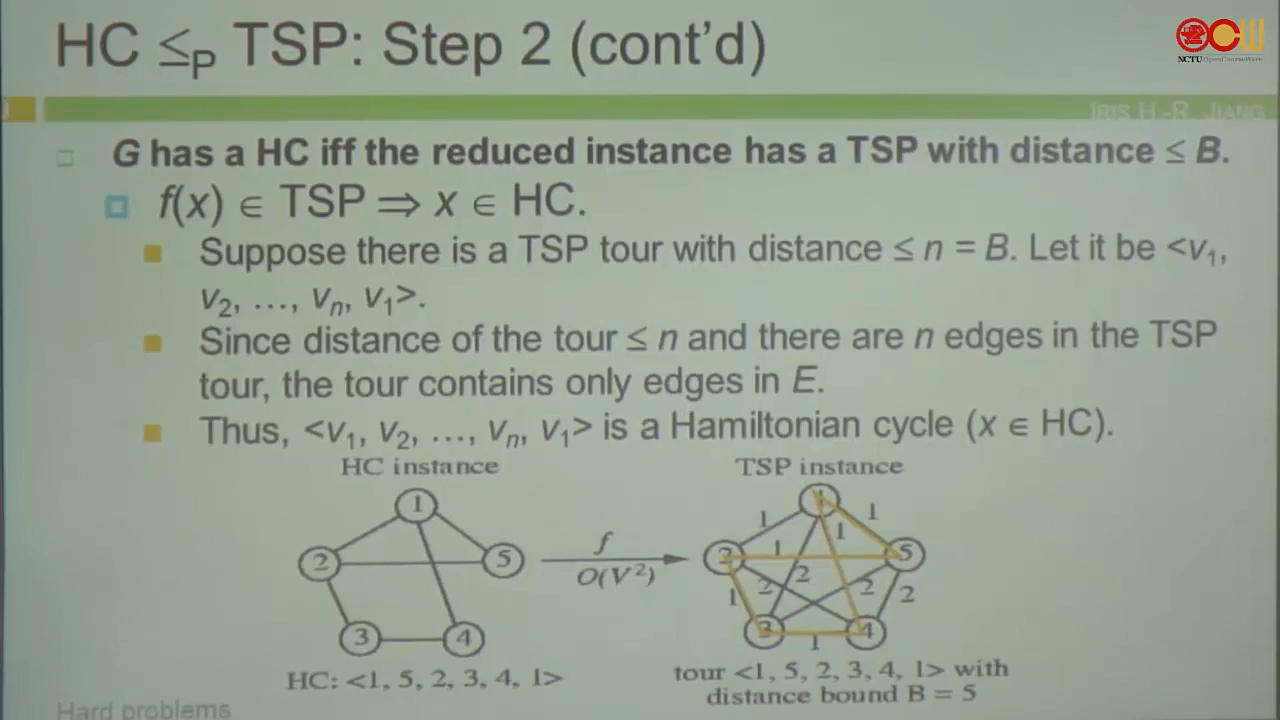 HC ≤P TSP: Step 2 (cont'd)
NCTU OpenCourseWare
IRIS H.-R. JIANG
G has a HC iff the reduced instance has a TSP with distance ≤ B.
f(x) ∈ TSP ⇒ x ∈ HC.
Suppose there is a TSP tour with distance ≤ n = B. Let it be <v1,
v2, …, vn, v1>.
Since distance of the tour ≤ n and there are n edges in the TSP
tour, the tour contains only edges in E.
Thus, <v1, v2, …, vn, v1> is a Hamiltonian cycle (x ∈ HC).
HC instance
1
2
5
3
4
f
O(V²)
TSP instance
1
1
1
1
1
2
5
2
2
2
1
2
3
4
1
HC: <1, 5, 2, 3, 4, 1>
tour <1, 5, 2, 3, 4, 1> with
distance bound B = 5
Hard problems